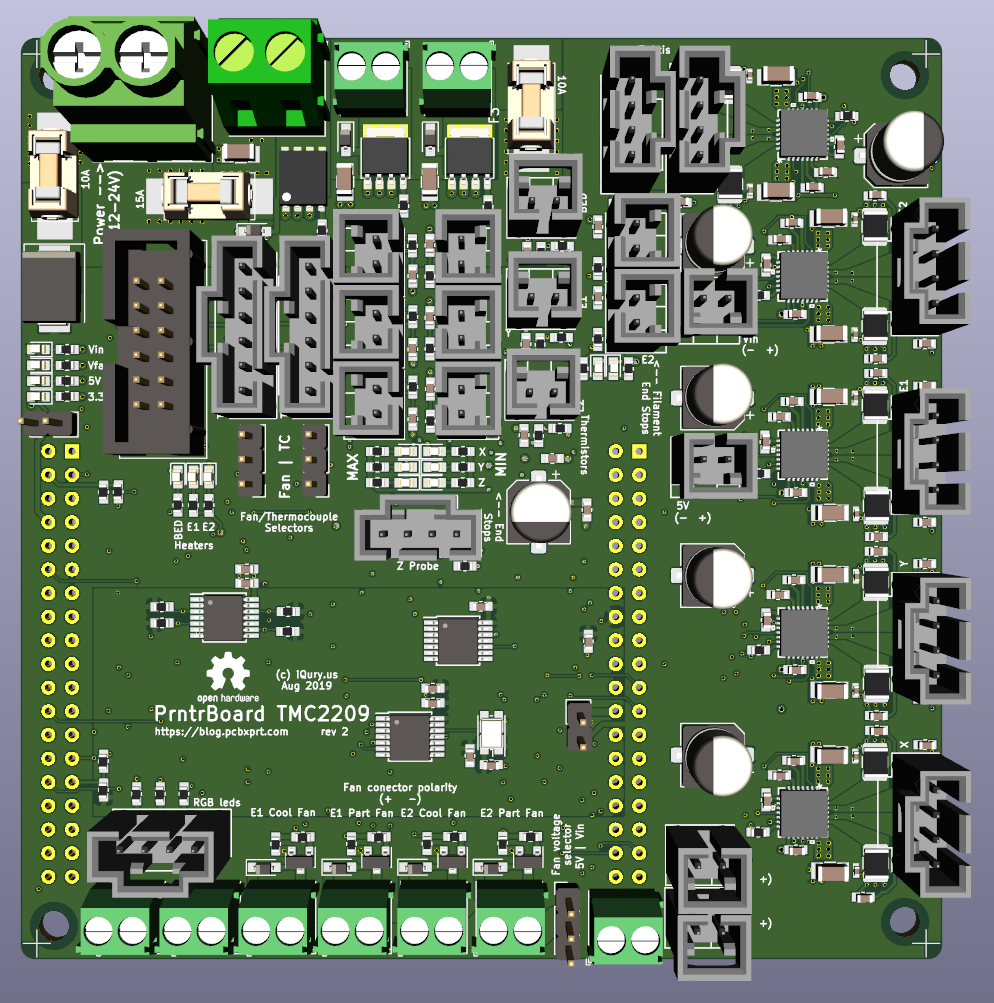 10A
10A
15A
Power --->
12-24V)
F3
E2
E1
Y
X
Vin
(- +)
5V
(- +)
Vin
Vfa
5V
3.3
E2
<--- Filament
End Stops
Thermistors
MAX
X
Y
Z
MIN
<--- End
Stops
Fan | TC
Fan/Thermocouple
Selectors
BED
E1 E2
Heaters
Z Probe
open hardware
(c) iQury.us
Aug 2019
PrntrBoard TMC2209
https://blog.pcbxprt.com
rev 2
Fan conector polarity
(+ -)
RGB leds
E1 Cool Fan
E1 Part Fan
E2 Cool Fan
E2 Part Fan
Fan voltage
selector
5V | Vin
+)
+)